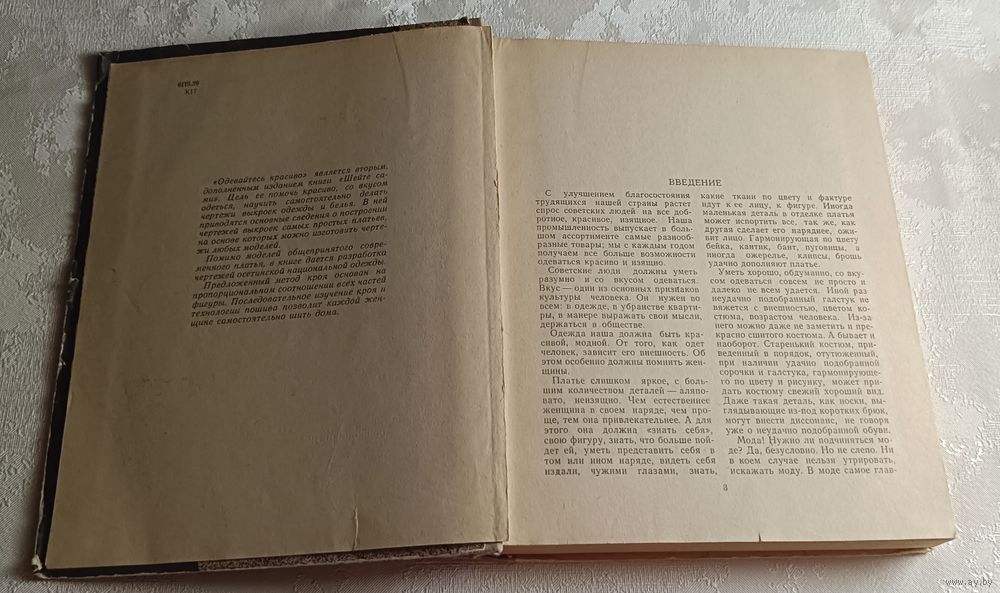 6П9.39
К17
«Одевайтесь красиво» является вторым,
дополненным изданием книги «Шейте са-
ми». Цель ее помочь красиво, со вкусом
одеться, научить самостоятельно делать
чертежи выкроек одежды и белья. В ней
приводятся основные сведения о построении
чертежей выкроек самых простых платьев,
на основе которых можно изготовить черте-
жи любых моделей.
Помимо моделей общепринятого совре-
менного платья, в книге дается разработка
чертежей осетинской национальной одежды.
Предложенный метод кроя основан на
пропорциональном соотношении всех частей
фигуры. Последовательное изучение кроя и
технологии пошива позволит каждой жен-
щине самостоятельно шить дома.
ВВЕДЕНИЕ
С улучшением благосостояния
трудящихся нашей страны растет
спрос советских людей на все доб-
ротное, красивое, изящное. Наша
промышленность выпускает в боль-
шом ассортименте самые разнооб-
разные товары; мы с каждым годом
получаем все больше возможности
одеваться красиво и изящно.
Советские люди должны уметь
разумно и со вкусом одеваться.
Вкус — один из основных признаков
культуры человека. Он нужен во
всем: в одежде, в убранстве кварти-
ры, в манере выражать свои мысли,
держаться в обществе.
Одежда наша должна быть кра-
сивой, модной. От того, как одет
человек, зависит его внешность. Об
этом особенно должны помнить жен-
щины.
Платье слишком яркое, с боль-
шим количеством деталей — аляпо-
вато, неизящно. Чем естественнее
женщина в своем наряде, чем про-
ще, тем она привлекательнее. А для
этого она должна «знать себя»,
свою фигуру, знать, что больше пой-
дет ей, уметь представить себя в
том или ином наряде, видеть себя
издали, чужими глазами, знать,
какие ткани по цвету и фактуре
идут к ее лицу, к фигуре. Иногда
маленькая деталь в отделке платья
может испортить все, так же, как
другая сделает его наряднее, ожи-
вит лицо. Гармонирующая по цвету
бейка, кантик, бант, пуговицы, а
иногда ожерелье, клипсы, брошь
удачно дополняют платье.
Уметь хорошо, обдуманно, со вку-
сом одеваться совсем не просто и
далеко не всем удается. Иной раз
неудачно подобранный галстук не
вяжется с внешностью, цветом ко-
стюма, возрастом человека. Из-за
него можно даже не заметить и пре-
красно сшитого костюма. А бывает и
наоборот. Старенький костюм, при-
веденный в порядок, отутюженный,
при наличии удачно подобранной
сорочки и галстука, гармонирующе-
го по цвету и рисунку, может при-
дать костюму свежий хороший вид.
Даже такая деталь, как носки, вы-
глядывающие из-под коротких брюк,
могут внести диссонанс, не говоря
уже о неудачно подобранной обуви.
Мода! Нужно ли подчиняться мо-
де? Да, безусловно. Но не слепо. Ни
в коем случае нельзя утрировать,
искажать моду. В моде самое глав-
3
www.ay.by